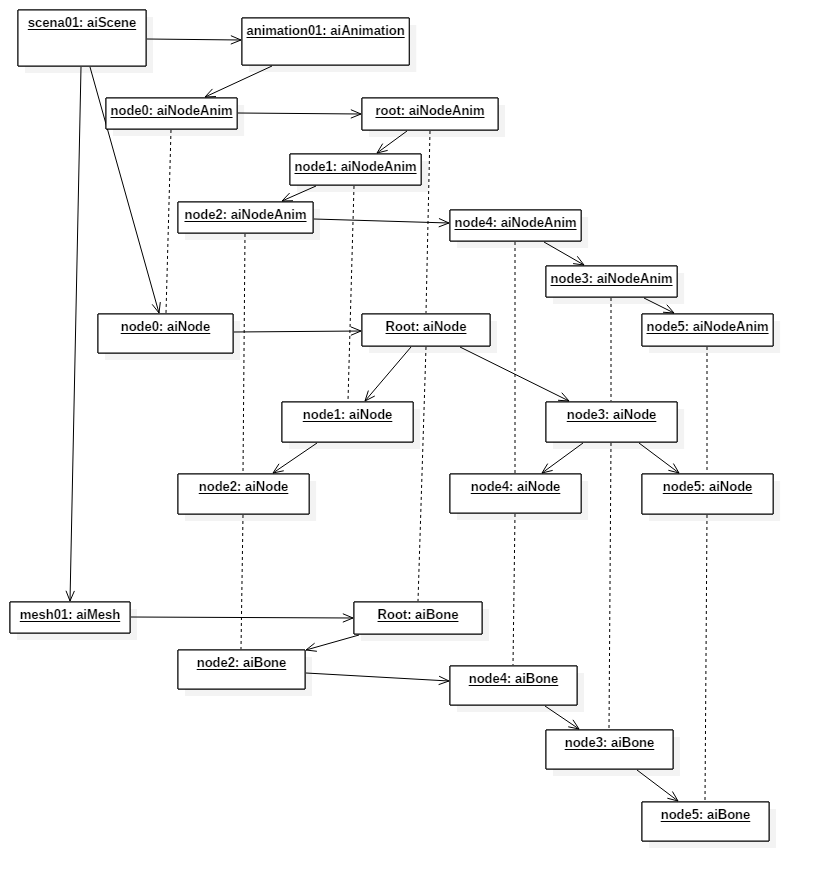 scena01: aiScene
animation01: aiAnimation
node0: aiNodeAnim
root: aiNodeAnim
node1: aiNodeAnim
node2: aiNodeAnim
node4: aiNodeAnim
node3: aiNodeAnim
node0: aiNode
Root: aiNode
node5: aiNodeAnim
node1: aiNode
node3: aiNode
node2: aiNode
node4: aiNode
node5: aiNode
mesh01: aiMesh
Root: aiBone
node2: aiBone
node4: aiBone
node3: aiBone
node5: aiBone